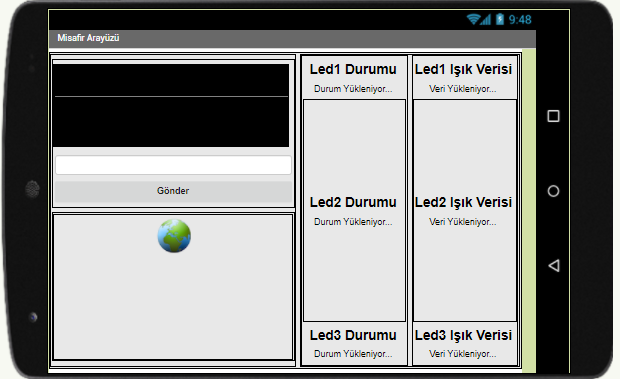 9:48
Misafir Arayüzü
Gönder
Led1 Durumu
Durum Yükleniyor...
Led1 Işık Verisi
Veri Yükleniyor...
Led2 Durumu
Durum Yükleniyor...
Led2 Işık Verisi
Veri Yükleniyor...
Led3 Durumu
Durum Yükleniyor...
Led3 Işık Verisi
Veri Yükleniyor...